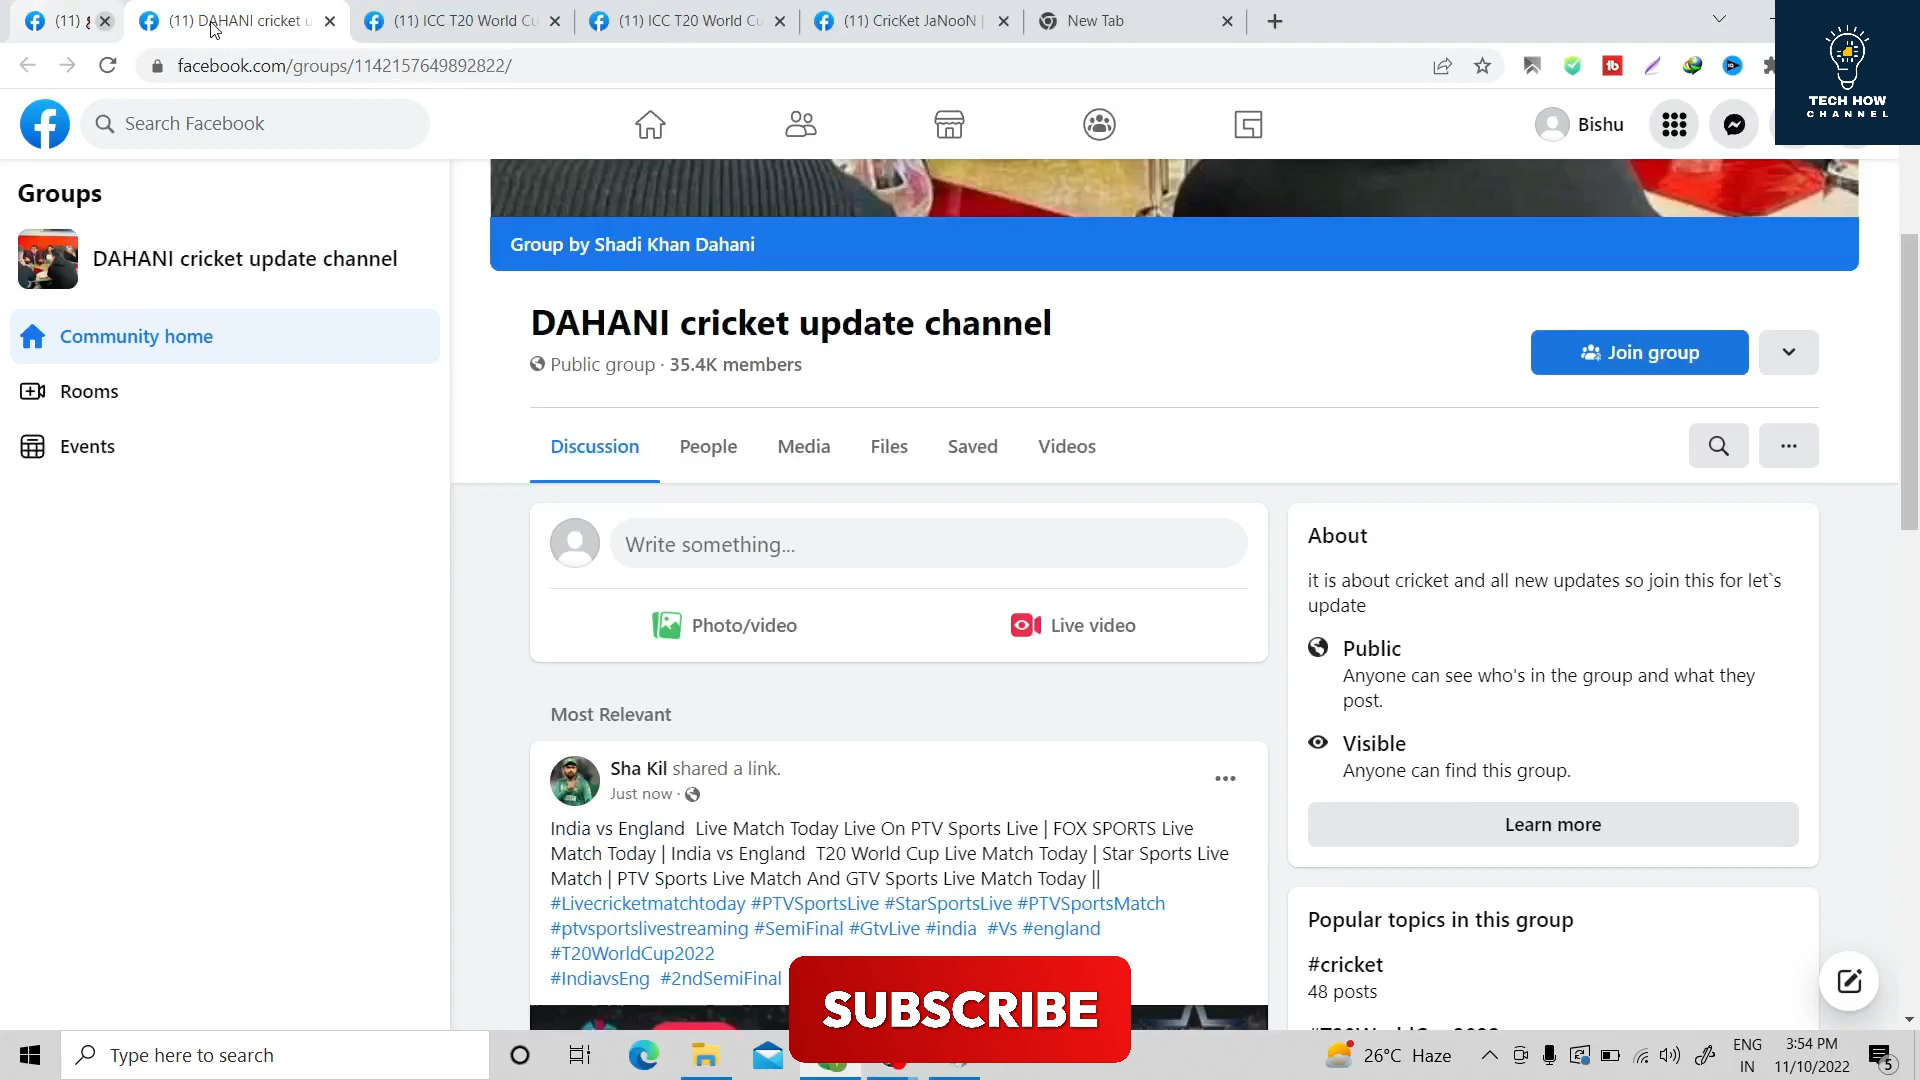 (11)
(11) DAHANI cricket u
(11) ICC T20 World Cu
(11) ICC T20 World Cu
(11) CricKet JaNooN |
New Tab
facebook.com/groups/1142157649892822/
TECH HOW
CHANNEL
Search Facebook
Bishu
Groups
DAHANI cricket update channel
Community home
Rooms
Events
Group by Shadi Khan Dahani
DAHANI cricket update channel
Public group · 35.4K members
Join group
Discussion
People
Media
Files
Saved
Videos
Write something...
Photo/video
Live video
About
it is about cricket and all new updates so join this for let`s
update
Public
Anyone can see who's in the group and what they
post.
Visible
Anyone can find this group.
Learn more
Most Relevant
Sha Kil shared a link.
Just now ·
India vs England Live Match Today Live On PTV Sports Live | FOX SPORTS Live
Match Today | India vs England T20 World Cup Live Match Today | Star Sports Live
Match | PTV Sports Live Match And GTV Sports Live Match Today ||
#Livecricketmatchtoday #PTVSportsLive #StarSportsLive #PTVSportsMatch
#ptvsportslivestreaming #SemiFinal #GtvLive #india #Vs #england
#T20WorldCup2022
#IndiavsEng #2ndSemiFinal
Popular topics in this group
#cricket
48 posts
SUBSCRIBE
Type here to search
26°C Haze
ENG
IN
3:54 PM
11/10/2022
5